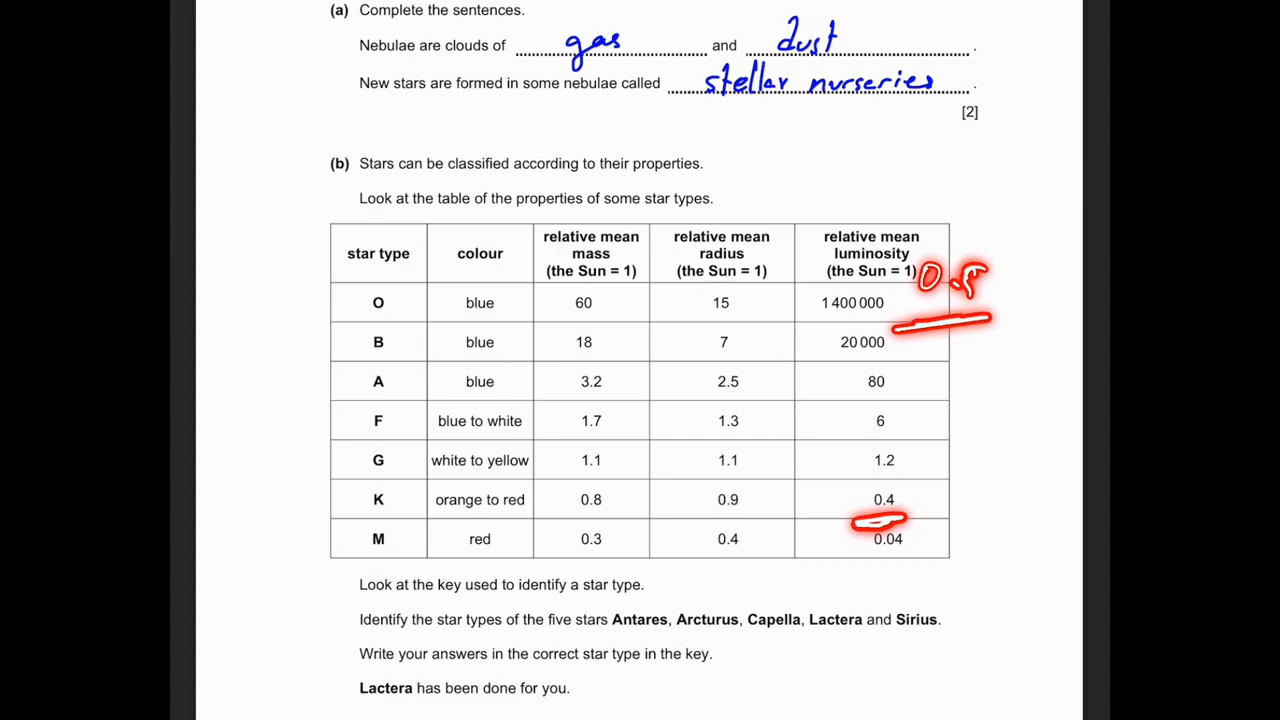 (a) Complete the sentences.
Nebulae are clouds of gas and dust.
New stars are formed in some nebulae called stellar nurseries.
[2]
(b) Stars can be classified according to their properties.
Look at the table of the properties of some star types.
star type colour relative mean mass (the Sun = 1) relative mean radius (the Sun = 1) relative mean luminosity (the Sun = 1)
0.8
O blue 60 15 1 400 000
B blue 18 7 20 000
A blue 3.2 2.5 80
F blue to white 1.7 1.3 6
G white to yellow 1.1 1.1 1.2
K orange to red 0.8 0.9 0.4
M red 0.3 0.4 0.04
Look at the key used to identify a star type.
Identify the star types of the five stars Antares, Arcturus, Capella, Lactera and Sirius.
Write your answers in the correct star type in the key.
Lactera has been done for you.